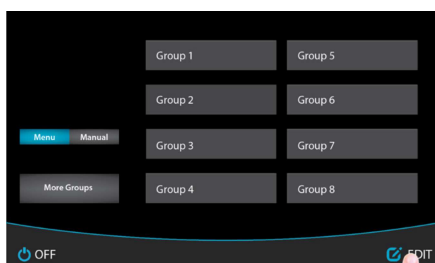 Group 1
Group 5
Group 2
Group 6
Menu
Manual
Group 3
Group 7
More Groups
Group 4
Group 8
OFF
EDIT